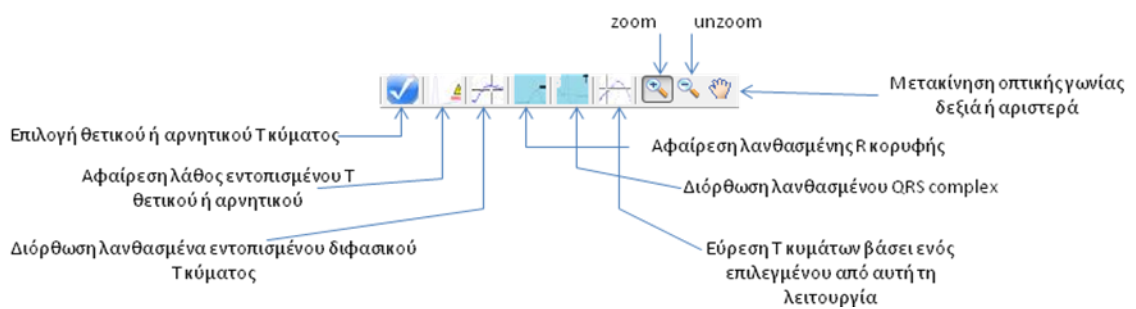 zoom
unzoom
Μετακίνηση οπτικής γωνίας
δεξιά ή αριστερά
Επιλογή θετικού ή αρνητικού Τ κύματος
Αφαίρεση λανθασμένης R κορυφής
Αφαίρεση λάθος εντοπισμένου Τ
θετικού ή αρνητικού
Διόρθωση λανθασμένου QRS complex
Διόρθωση λανθασμένα εντοπισμένου διφασικού
Τ κύματος
Εύρεση Τ κυμάτων βάσει ενός
επιλεγμένου από αυτή τη
λειτουργία